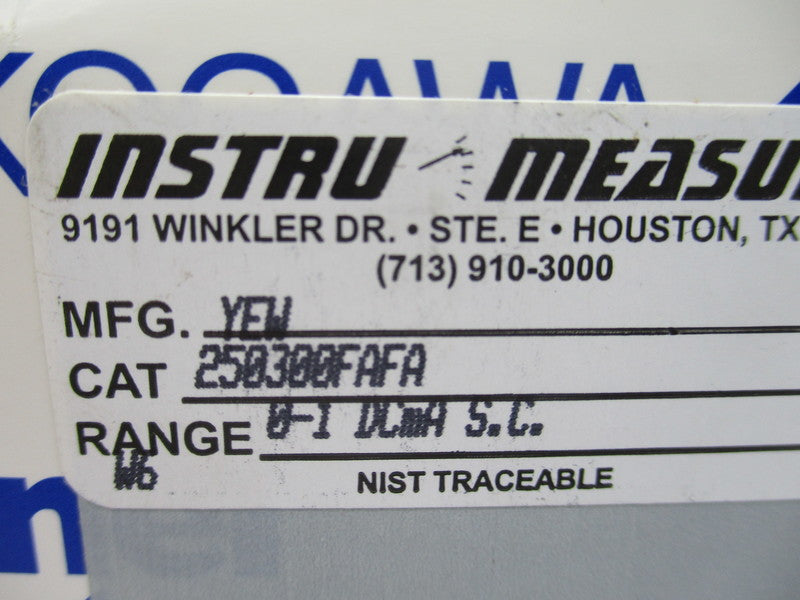 OGAWA
INSTRU MEASU
9191 WINKLER DR. • STE. E • HOUSTON, TX
(713) 910-3000
MFG. YEW
CAT 250300FAFA
RANGE 0-1 DCmA S.C.
W6
NIST TRACEABLE